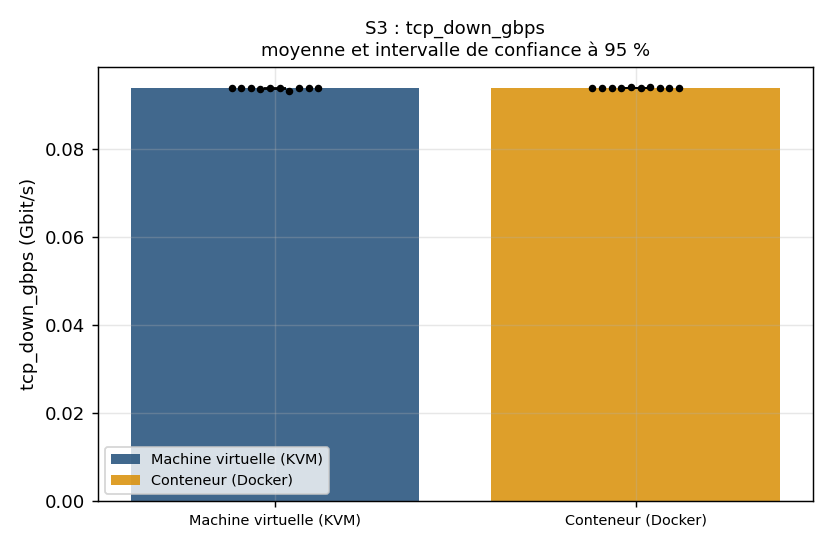 S3 : tcp_down_gbps
moyenne et intervalle de confiance à 95 %
tcp_down_gbps (Gbit/s)
0.08
0.06
0.04
0.02
0.00
Machine virtuelle (KVM)
Conteneur (Docker)
Machine virtuelle (KVM)
Conteneur (Docker)